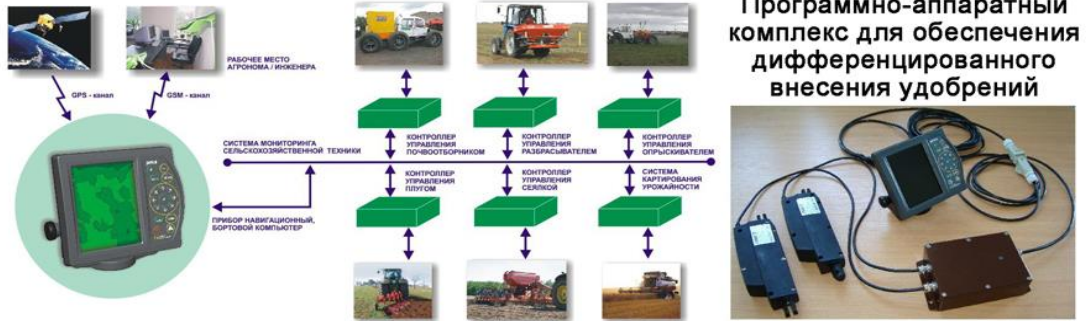 Программно-аппаратный
комплекс для обеспечения
дифференцированного
внесения удобрений
РАБОЧЕЕ МЕСТО
АГРОНОМА / ИНЖЕНЕРА
GPS - канал
GSM - канал
СИСТЕМА МОНИТОРИНГА
СЕЛЬСКОХОЗЯЙСТВЕННОЙ ТЕХНИКИ
КОНТРОЛЛЕР
УПРАВЛЕНИЯ
ПОЧВООТБОРНИКОМ
КОНТРОЛЛЕР
УПРАВЛЕНИЯ
РАЗБРАСЫВАТЕЛЕМ
КОНТРОЛЛЕР
УПРАВЛЕНИЯ
ОПРЫСКИВАТЕЛЕМ
КОНТРОЛЛЕР
УПРАВЛЕНИЯ
ПЛУГОМ
КОНТРОЛЛЕР
УПРАВЛЕНИЯ
СЕЯЛКОЙ
СИСТЕМА
КАРТИРОВАНИЯ
УРОЖАЙНОСТИ
ПРИБОР НАВИГАЦИОННЫЙ,
БОРТОВОЙ КОМПЬЮТЕР